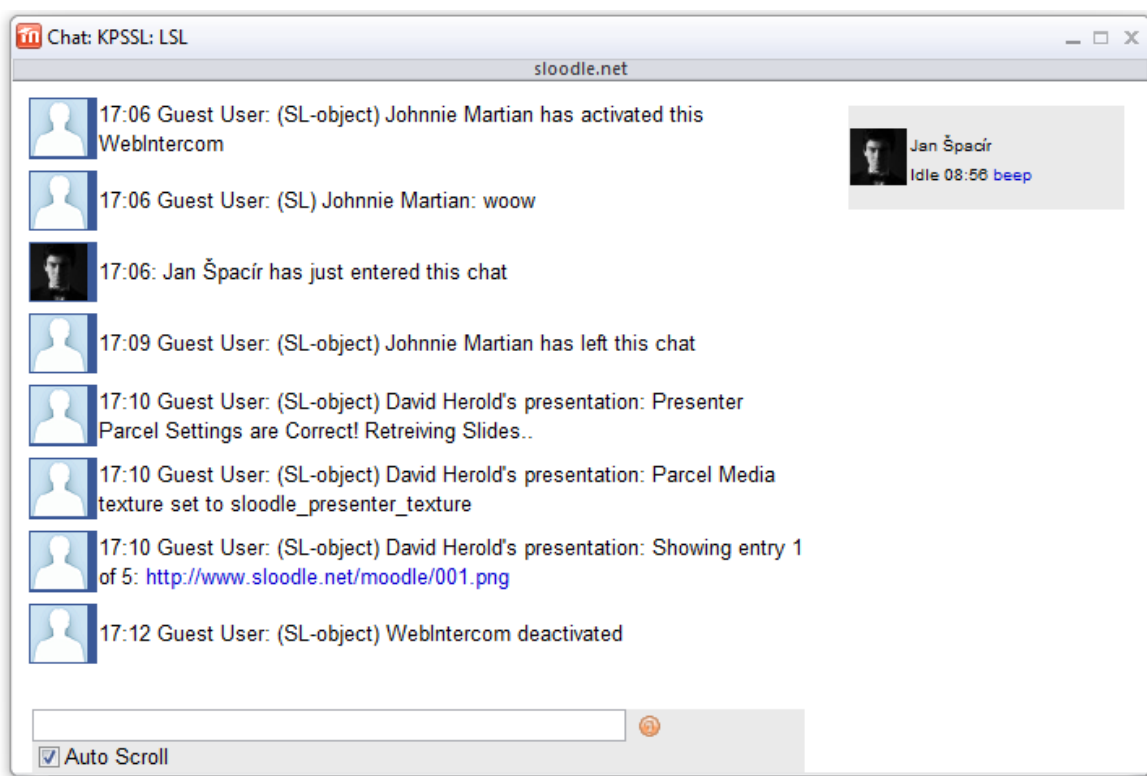 Chat: KPSSL: LSL
sloodle.net
17:06 Guest User: (SL-object) Johnnie Martian has activated this
WebIntercom
17:06 Guest User: (SL) Johnnie Martian: woow
17:06: Jan Špacír has just entered this chat
17:09 Guest User: (SL-object) Johnnie Martian has left this chat
17:10 Guest User: (SL-object) David Herold's presentation: Presenter
Parcel Settings are Correct! Retreiving Slides..
17:10 Guest User: (SL-object) David Herold's presentation: Parcel Media
texture set to sloodle_presenter_texture
17:10 Guest User: (SL-object) David Herold's presentation: Showing entry 1
of 5: http://www.sloodle.net/moodle/001.png
17:12 Guest User: (SL-object) WebIntercom deactivated
Auto Scroll
Jan Špacír
Idle 08:56 beep